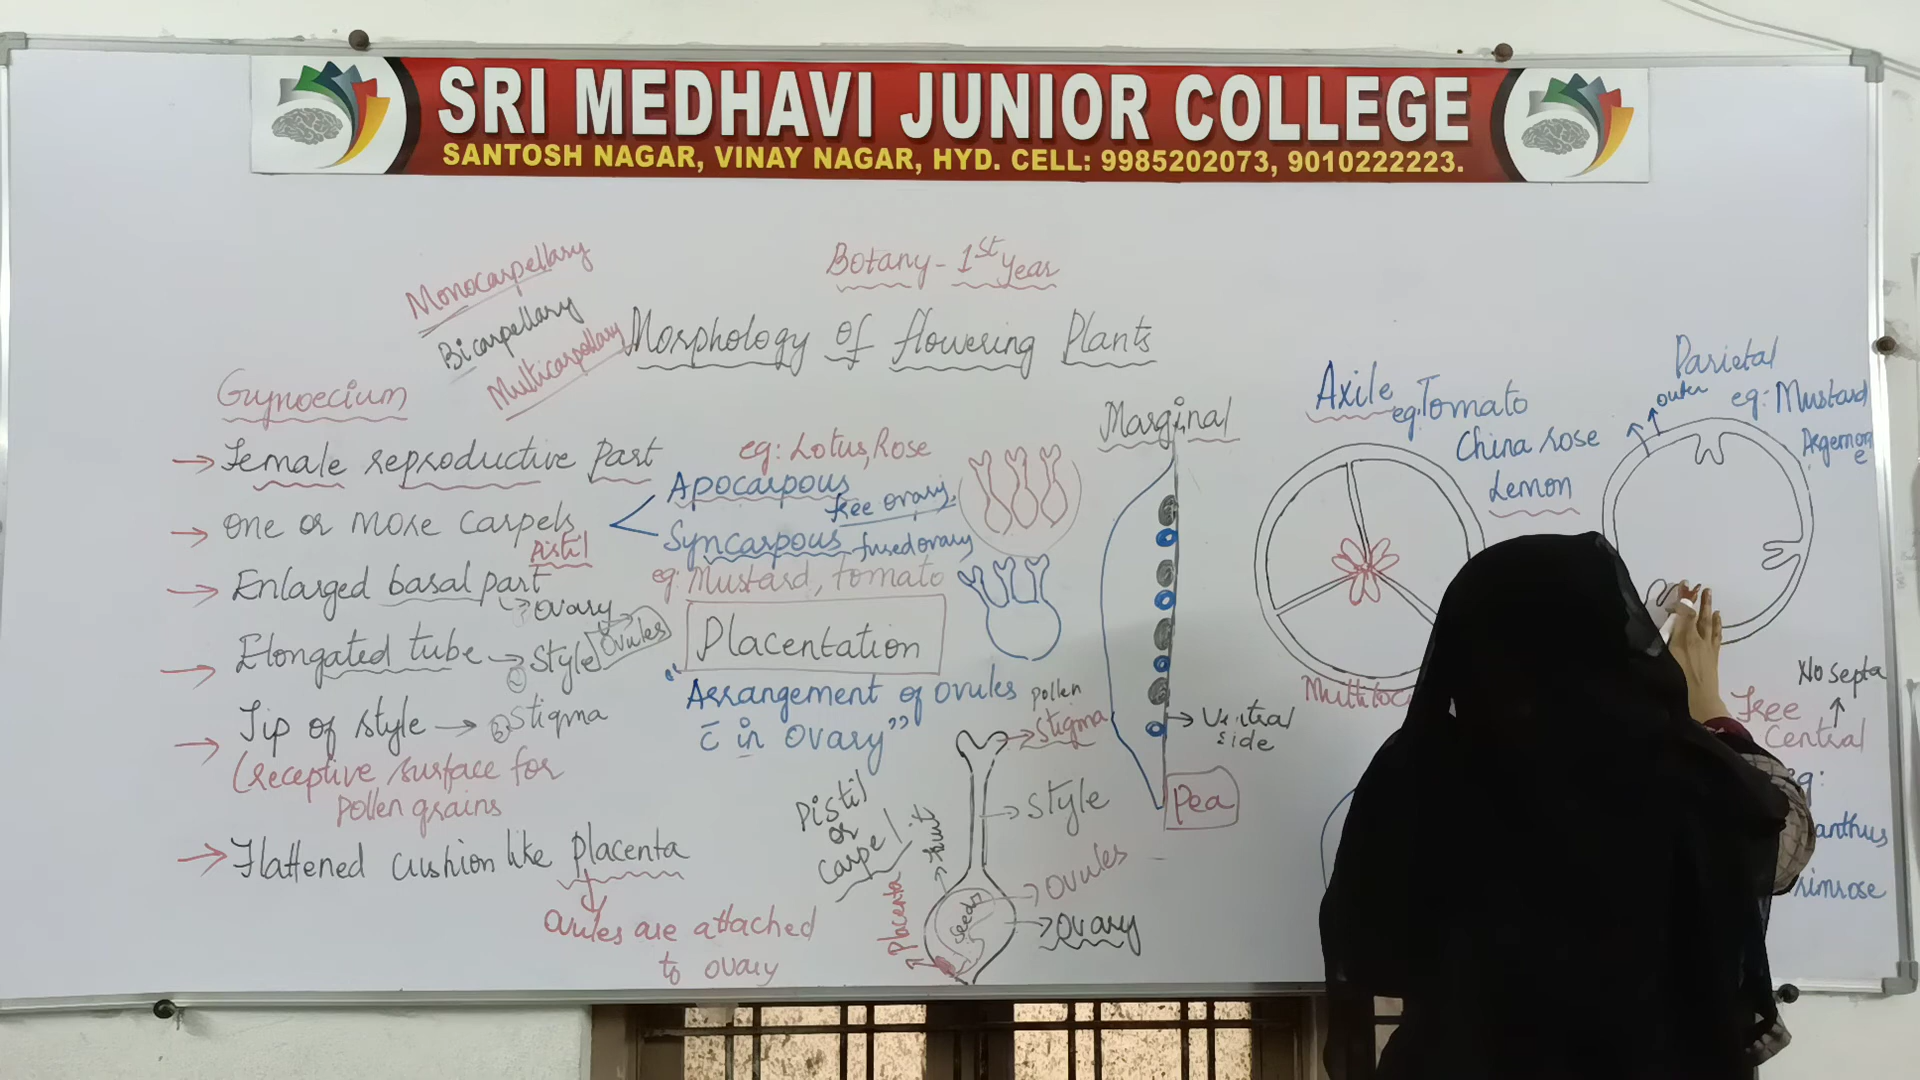 SRI MEDHAVI JUNIOR COLLEGE
SANTOSH NAGAR, VINAY NAGAR, HYD. CELL: 9985202073, 9010222223.
Botany - 1st Year
Morphology of flowering Plants
Monocarpellary
Bicarpellary
Multicarpellary
Gynoecium
→ Female reproductive part
→ One or more carpels
Pistil
→ Enlarged basal part
→ ovary
Ovules
→ Elongated tube → style
→ Tip of style → Stigma
(receptive surface for
pollen grains
→ Flattened cushion like placenta
ovules are attached
to ovary
eg: Lotus, Rose
Apocarpous
free ovary
Syncarpous fused ovary
eg: Mustard, tomato
Placentation
"Arrangement of ovules
c̄ in ovary"
pollen
stigma
style
Ovules
Ovary
Pistil
or
carpel
fruit
Placenta
seed
Marginal
→ Ventral
side
Pea
Axile
eg: Tomato
China rose
Lemon
Multiloc
Parietal
outer
eg: Mustard
Argemone
No septa
Free
Central
eg:
anthus
rimrose